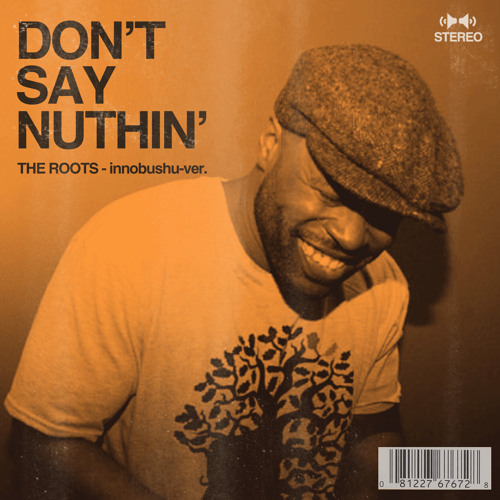 DON'T
SAY
NUTHIN'
THE ROOTS - innobushu-ver.
STEREO
0 81227 67672 8